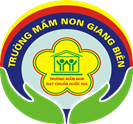 TRƯỜNG MẦM NON GIANG BIÊN
TRƯỜNG MẦM NON
ĐẠT CHUẨN QUỐC GIA